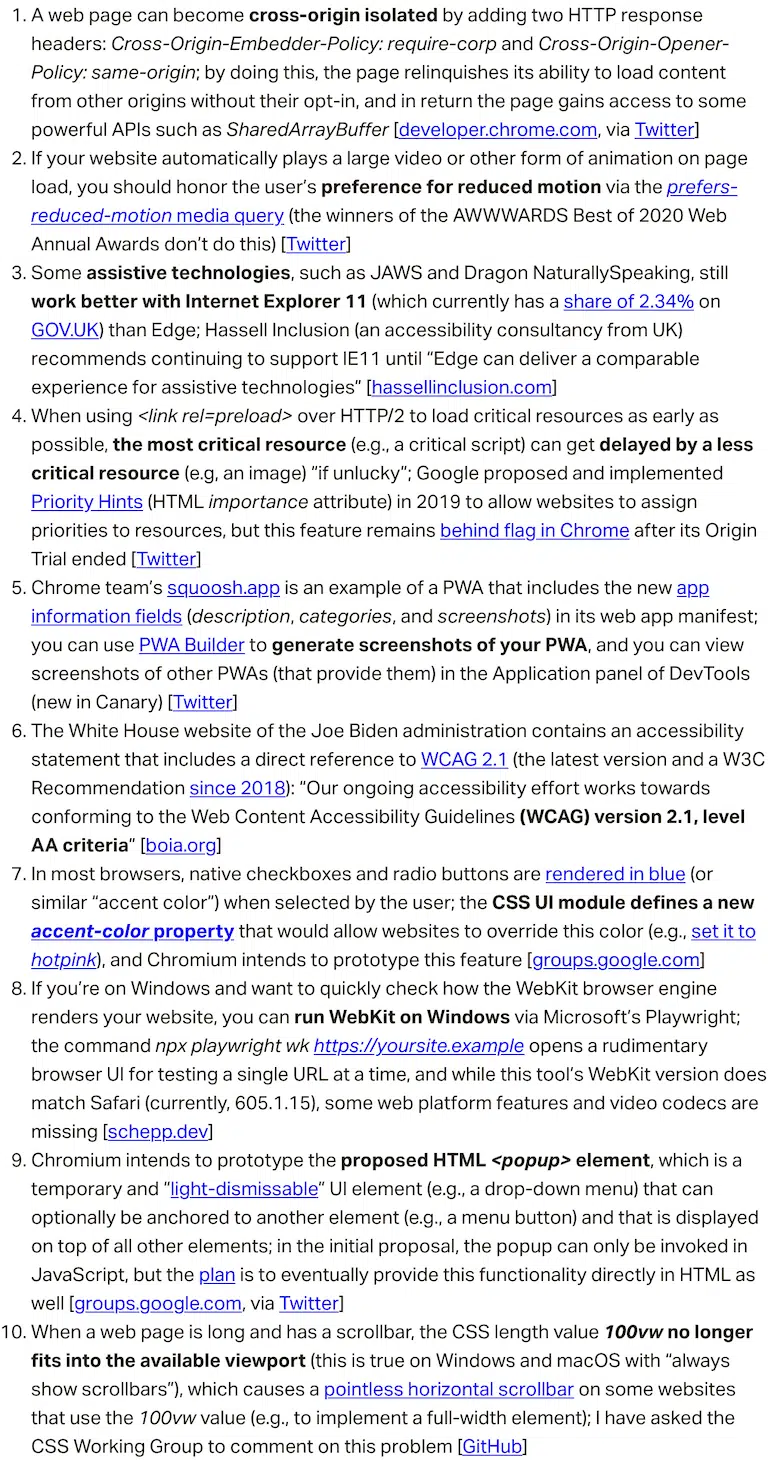 1. A web page can become cross-origin isolated by adding two HTTP response
headers: Cross-Origin-Embedder-Policy: require-corp and Cross-Origin-Opener-
Policy: same-origin; by doing this, the page relinquishes its ability to load content
from other origins without their opt-in, and in return the page gains access to some
powerful APIs such as SharedArrayBuffer [developer.chrome.com, via Twitter]
2. If your website automatically plays a large video or other form of animation on page
load, you should honor the user’s preference for reduced motion via the prefers-
reduced-motion media query (the winners of the AWWWARDS Best of 2020 Web
Annual Awards don’t do this) [Twitter]
3. Some assistive technologies, such as JAWS and Dragon NaturallySpeaking, still
work better with Internet Explorer 11 (which currently has a share of 2.34% on
GOV.UK) than Edge; Hassell Inclusion (an accessibility consultancy from UK)
recommends continuing to support IE11 until “Edge can deliver a comparable
experience for assistive technologies” [hassellinclusion.com]
4. When using <link rel=preload> over HTTP/2 to load critical resources as early as
possible, the most critical resource (e.g., a critical script) can get delayed by a less
critical resource (e.g, an image) “if unlucky”; Google proposed and implemented
Priority Hints (HTML importance attribute) in 2019 to allow websites to assign
priorities to resources, but this feature remains behind flag in Chrome after its Origin
Trial ended [Twitter]
5. Chrome team’s squoosh.app is an example of a PWA that includes the new app
information fields (description, categories, and screenshots) in its web app manifest;
you can use PWA Builder to generate screenshots of your PWA, and you can view
screenshots of other PWAs (that provide them) in the Application panel of DevTools
(new in Canary) [Twitter]
6. The White House website of the Joe Biden administration contains an accessibility
statement that includes a direct reference to WCAG 2.1 (the latest version and a W3C
Recommendation since 2018): “Our ongoing accessibility effort works towards
conforming to the Web Content Accessibility Guidelines (WCAG) version 2.1, level
AA criteria“ [boia.org]
7. In most browsers, native checkboxes and radio buttons are rendered in blue (or
similar “accent color”) when selected by the user; the CSS UI module defines a new
accent-color property that would allow websites to override this color (e.g., set it to
hotpink), and Chromium intends to prototype this feature [groups.google.com]
8. If you’re on Windows and want to quickly check how the WebKit browser engine
renders your website, you can run WebKit on Windows via Microsoft’s Playwright;
the command npx playwright wk https://yoursite.example opens a rudimentary
browser UI for testing a single URL at a time, and while this tool’s WebKit version does
match Safari (currently, 605.1.15), some web platform features and video codecs are
missing [schepp.dev]
9. Chromium intends to prototype the proposed HTML <popup> element, which is a
temporary and “light-dismissable“ UI element (e.g., a drop-down menu) that can
optionally be anchored to another element (e.g., a menu button) and that is displayed
on top of all other elements; in the initial proposal, the popup can only be invoked in
JavaScript, but the plan is to eventually provide this functionality directly in HTML as
well [groups.google.com, via Twitter]
10. When a web page is long and has a scrollbar, the CSS length value 100vw no longer
fits into the available viewport (this is true on Windows and macOS with “always
show scrollbars”), which causes a pointless horizontal scrollbar on some websites
that use the 100vw value (e.g., to implement a full-width element); I have asked the
CSS Working Group to comment on this problem [GitHub]